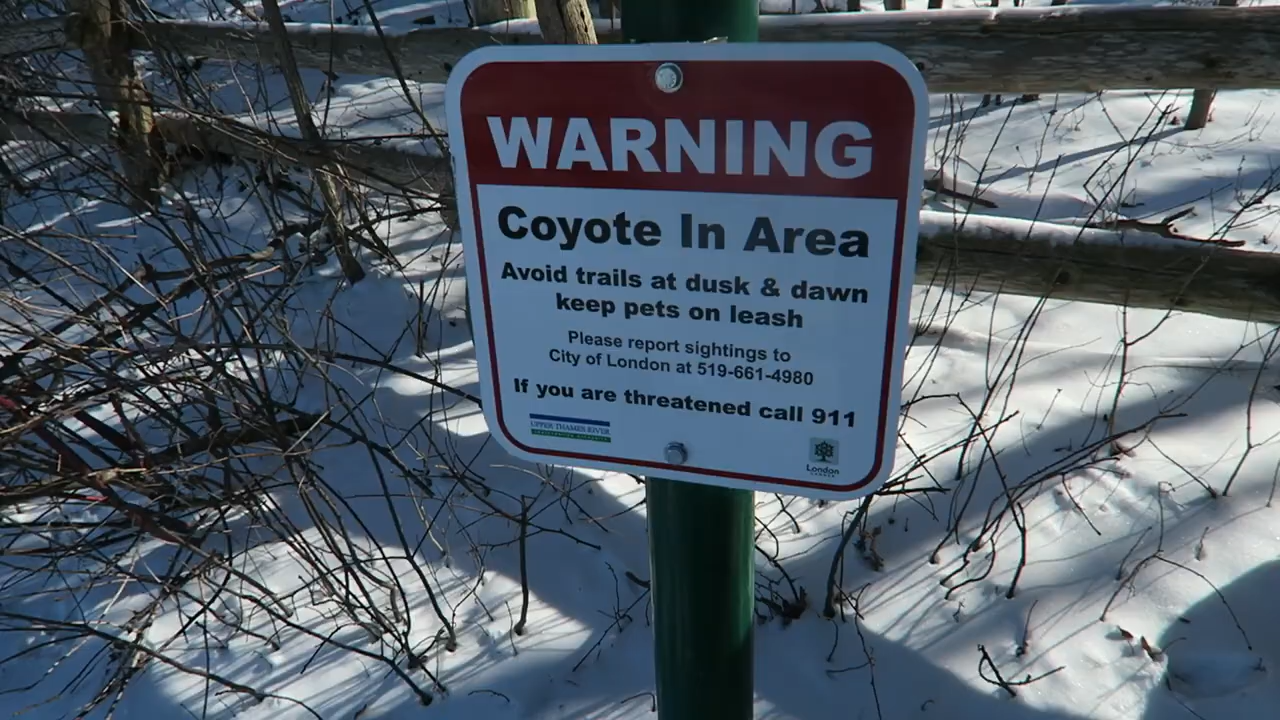 WARNING
Coyote In Area
Avoid trails at dusk & dawn
keep pets on leash
Please report sightings to
City of London at 519-661-4980
If you are threatened call 911
UPPER THAMES RIVER
London